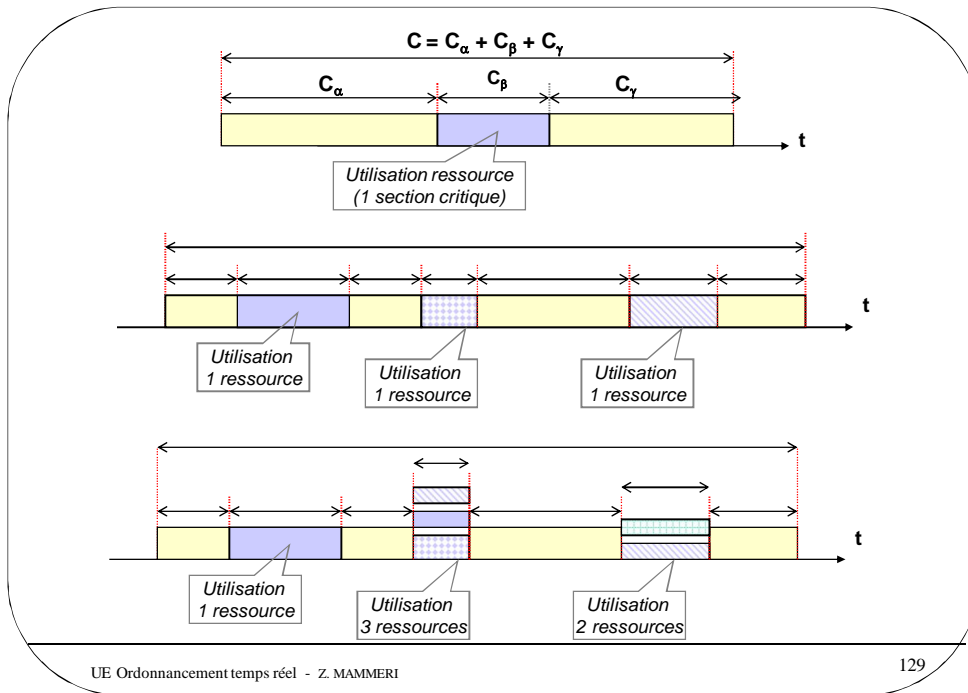 C = Cα + Cβ + Cγ
Cα
Cβ
Cγ
t
Utilisation ressource
(1 section critique)
t
Utilisation
1 ressource
Utilisation
1 ressource
Utilisation
1 ressource
t
Utilisation
1 ressource
Utilisation
3 ressources
Utilisation
2 ressources
UE Ordonnancement temps réel - Z. MAMMERI
129